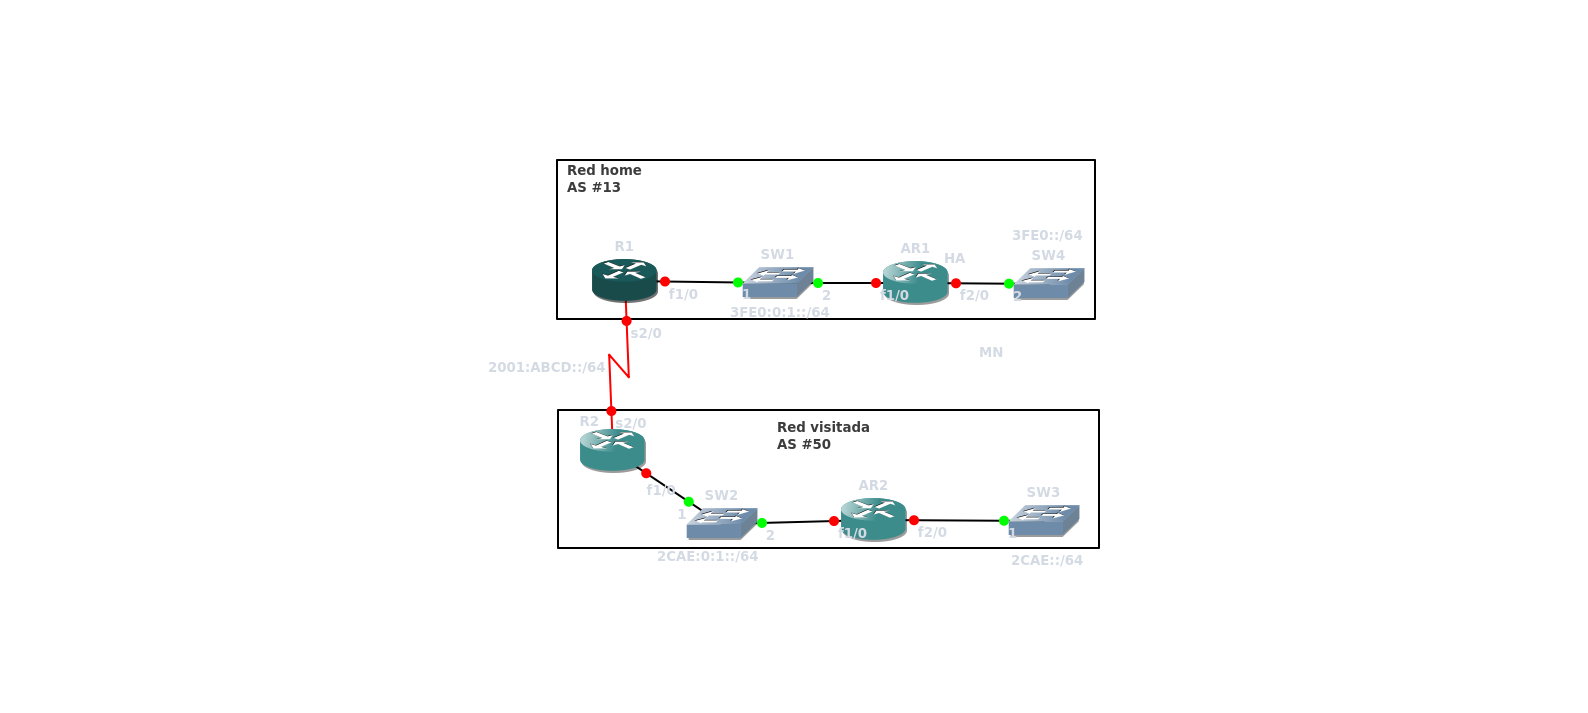 Red home
AS #13
3FE0::/64
R1
SW1
AR1
HA
SW4
f1/0
1
2
f1/0
f2/0
2
3FE0:0:1::/64
s2/0
MN
2001:ABCD::/64
R2
s2/0
Red visitada
AS #50
f1/0
SW2
AR2
SW3
1
2
f1/0
f2/0
1
2CAE:0:1::/64
2CAE::/64